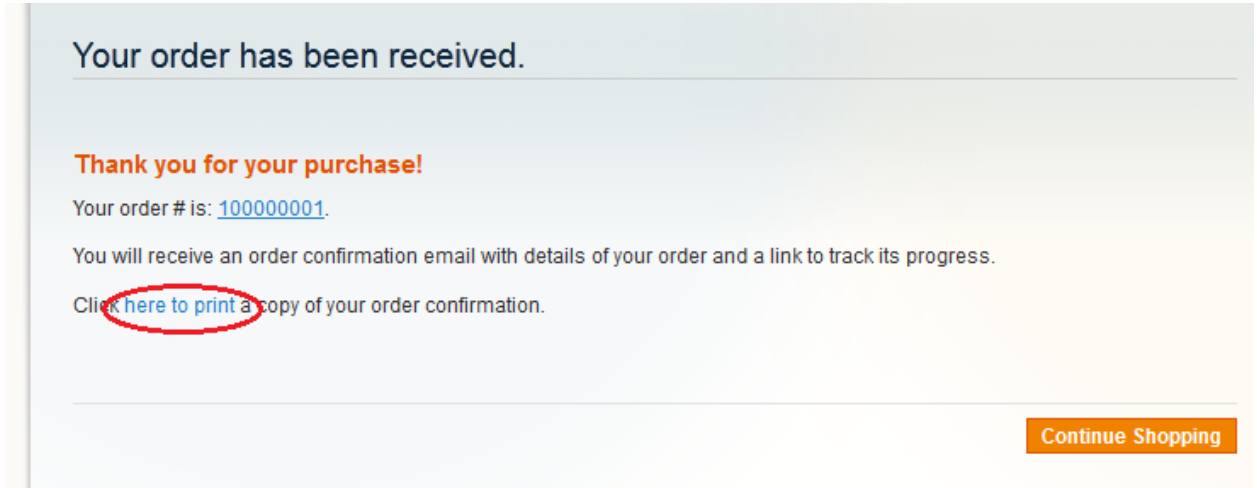 Your order has been received.
Thank you for your purchase!
Your order # is: 100000001.
You will receive an order confirmation email with details of your order and a link to track its progress.
Click here to print a copy of your order confirmation.
Continue Shopping